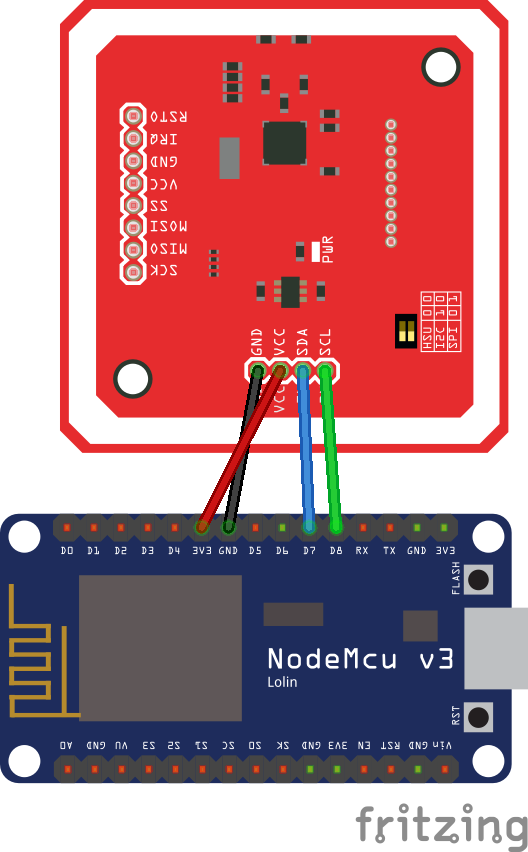 RSTO
IRQ
GND
VCC
SS
MOSI
MISO
SCK
PWR
HSU 0 0
I2C 1 0
SPI 0 1
GND VCC SDA SCL
VCC
D0 D1 D2 D3 D4 3V3 GND D5 D6 D7 D8 RX TX GND 3V3
FLASH
NodeMcu v3
Lolin
RST
A0 GND VU S3 S2 S1 SC SO SK GND 3V3 EN RST GND Vin
fritzing